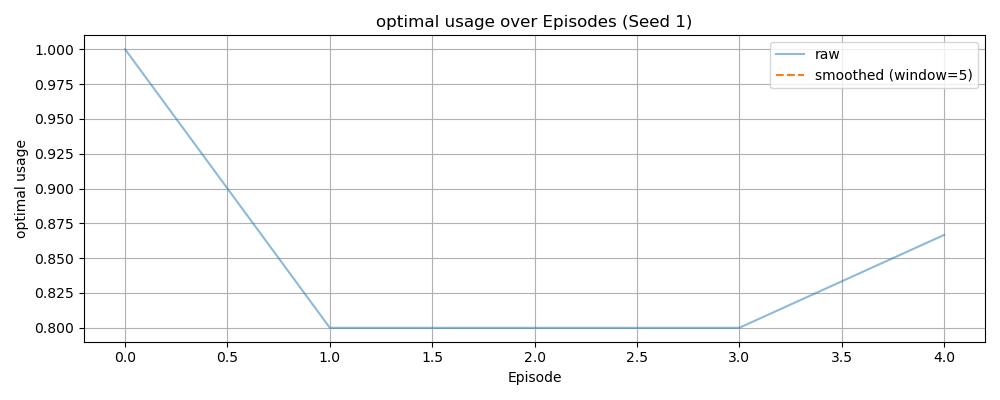 optimal usage over Episodes (Seed 1)
raw
smoothed (window=5)
optimal usage
1.000
0.975
0.950
0.925
0.900
0.875
0.850
0.825
0.800
0.0 0.5 1.0 1.5 2.0 2.5 3.0 3.5 4.0
Episode